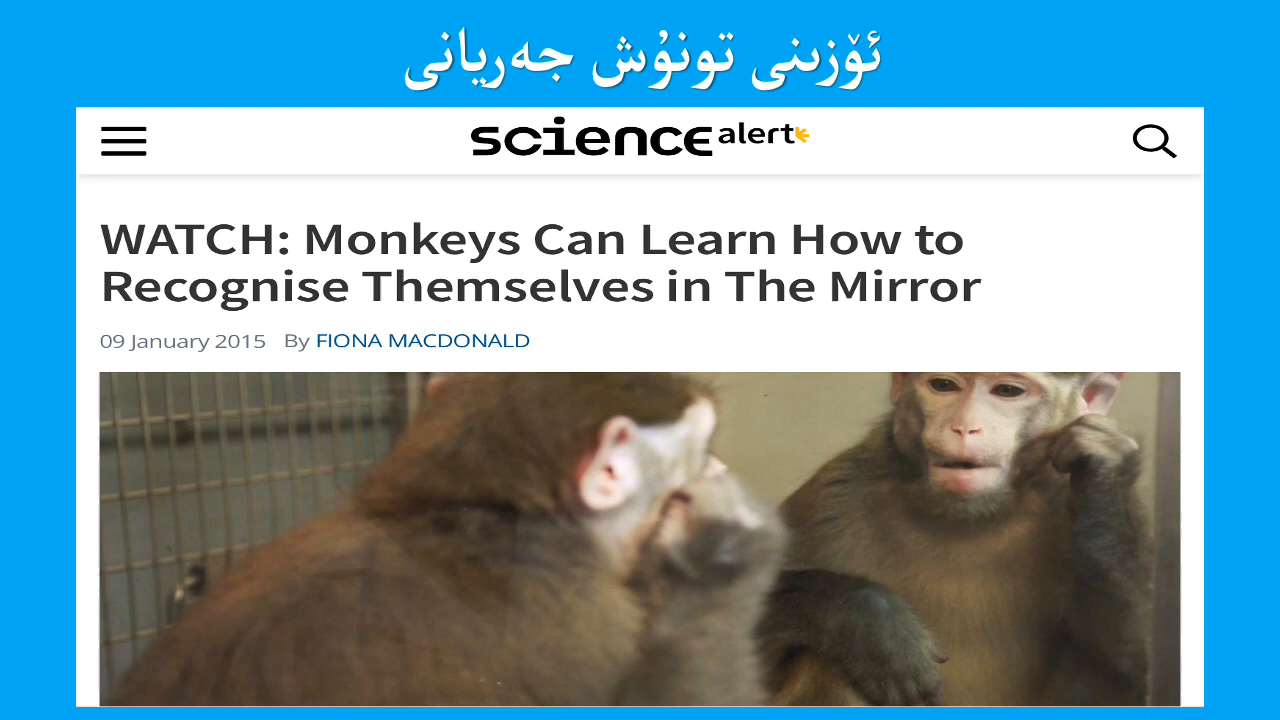 ئۆزىنى تونۇش جەريانى
science alert
WATCH: Monkeys Can Learn How to
Recognise Themselves in The Mirror
09 January 2015 By FIONA MACDONALD